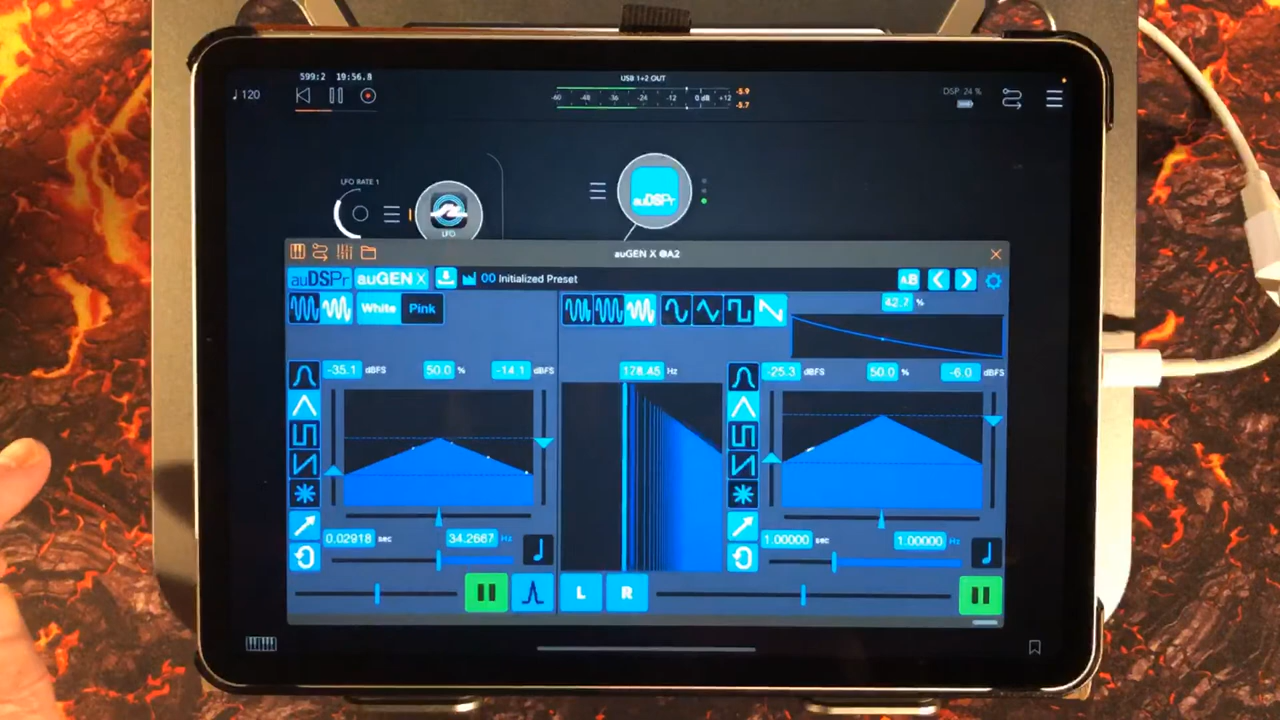 599:2 19:56.8
USB 1+2 OUT
♩ 120
-60 -48 -36 -24 -12 0 dB +12
-5.9
-5.7
DSP: 24 %
LFO RATE 1
LFO
auDSPr
auGEN X @A2
auDSPr auGEN X 00 Initialized Preset AB
White Pink
42.7 %
-35.1 dBFS 50.0 % -14.1 dBFS 178.45 Hz -25.3 dBFS 50.0 % -6.0 dBFS
0.02918 sec 34.2667 Hz 1.00000 sec 1.00000 Hz
L R